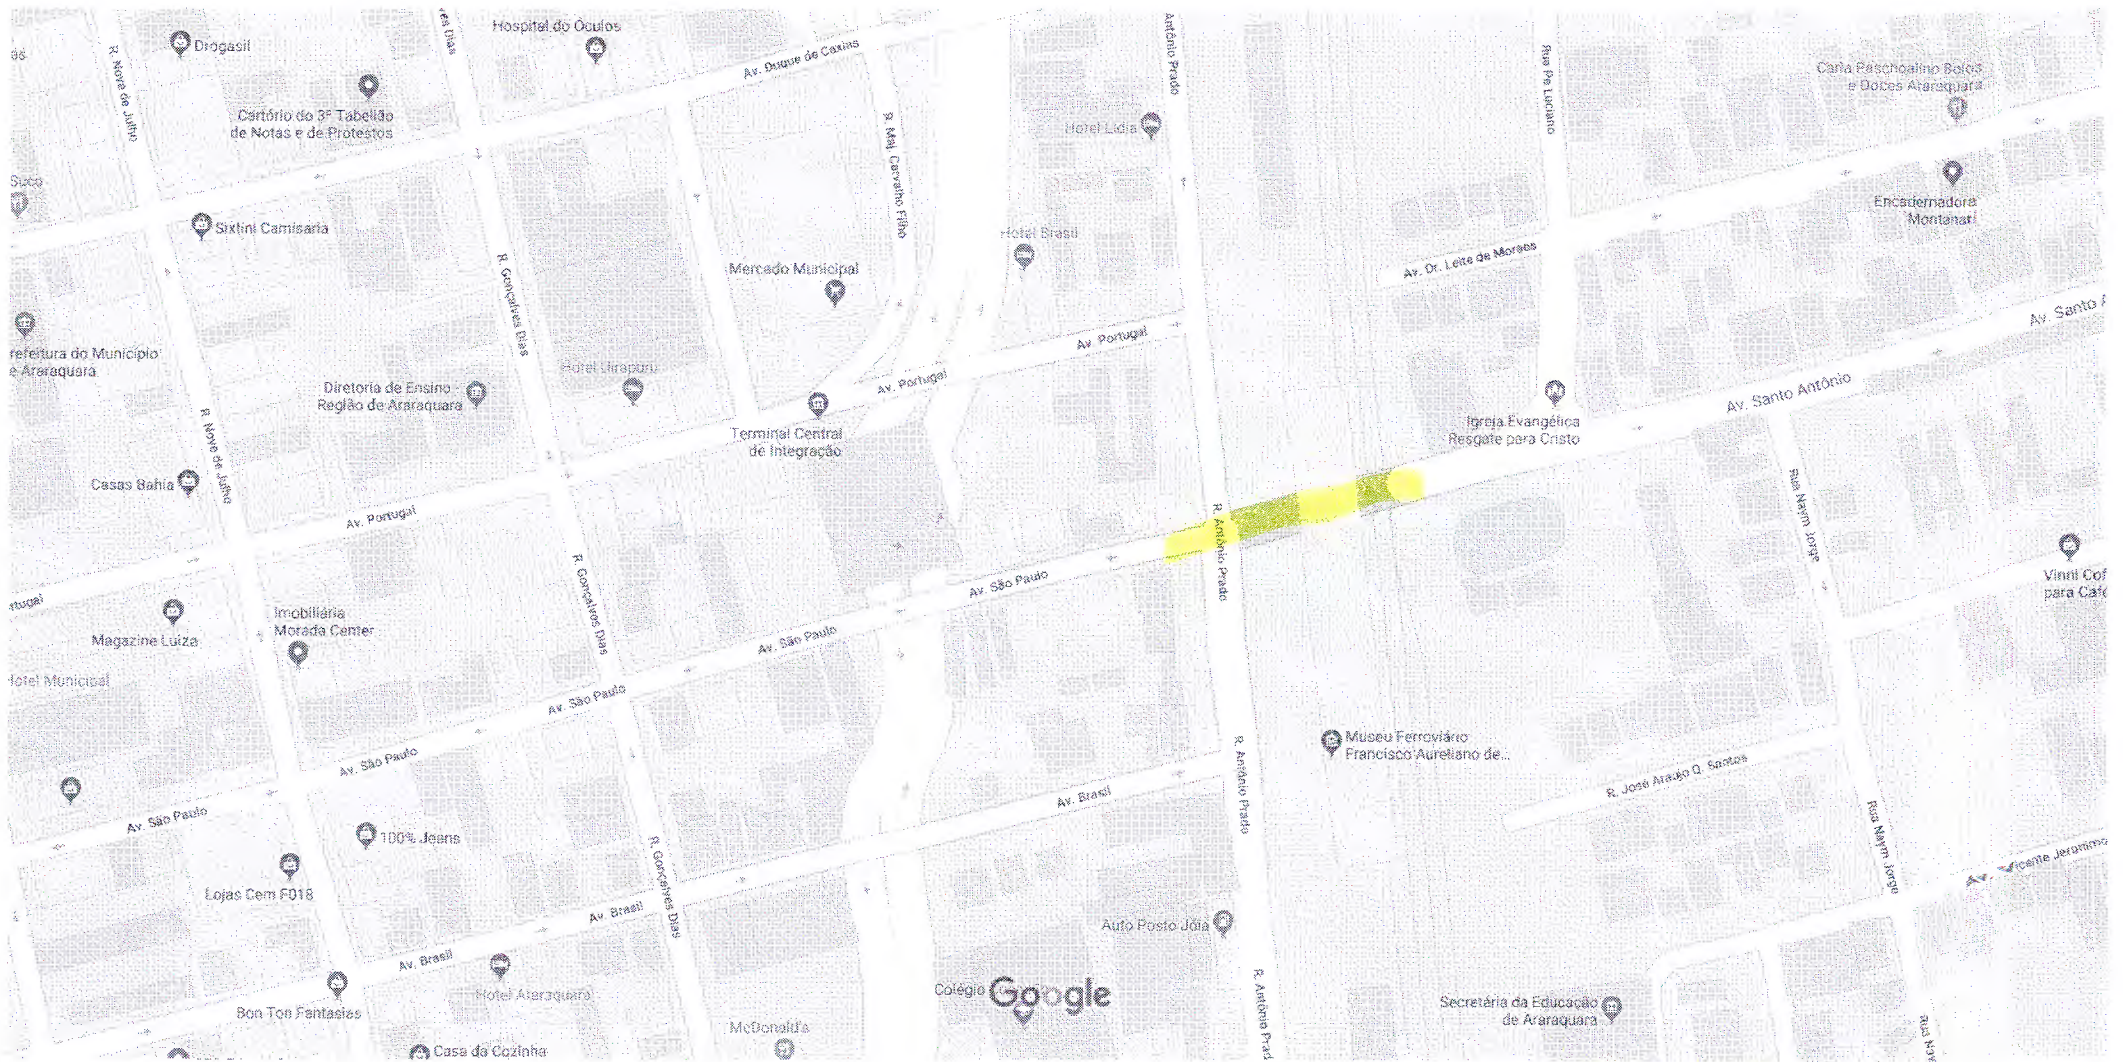 Drogasil
Hospital do Óculos
R. Nove de Julho
Cartório do 3º Tabelião
de Notas e de Protestos
Av. Duque de Caxias
Antônio Prado
Rua Pe Luciano
Carla Paschoalino Bolos
e Doces Araraquara
Hotel Lidia
R. Maj. Carvalho Filho
Suco
Sixtini Camisaria
Encadernadora
Montanari
Hotel Brasil
Av. Dr. Leite de Moraes
Mercado Municipal
R. Gonçalves Dias
Av. Santo A
Av. Portugal
refeitura do Município
e Araraquara
Hotel Uirapuru
Diretoria de Ensino -
Região de Araraquara
Av. Portugal
Av. Santo Antônio
Terminal Central
de Integração
Igreja Evangélica
Resgate para Cristo
R. Nove de Julho
Casas Bahia
Av. Portugal
R. Antônio Prado
Rua Naym Jorge
Av. São Paulo
Vinni Cof
para Cafe
rtugal
Magazine Luiza
Imobiliária
Morada Center
R. Gonçalves Dias
Av. São Paulo
Hotel Municipal
Av. São Paulo
Av. São Paulo
Museu Ferroviário
Francisco Aureliano de...
R. Antônio Prado
Av. Brasil
R. José Araujo Q. Santos
Av. São Paulo
100% Jeans
Rua Naym Jorge
Av. Vicente Jeronimo
Lojas Cem F018
R. Gonçalves Dias
Av. Brasil
Auto Posto Jóia
Av. Brasil
Hotel Araraquara
Colégio
Google
R. Antônio Prad
Secretária da Educação
de Araraquara
Bon Ton Fantasias
McDonald's
Casa da Cozinha